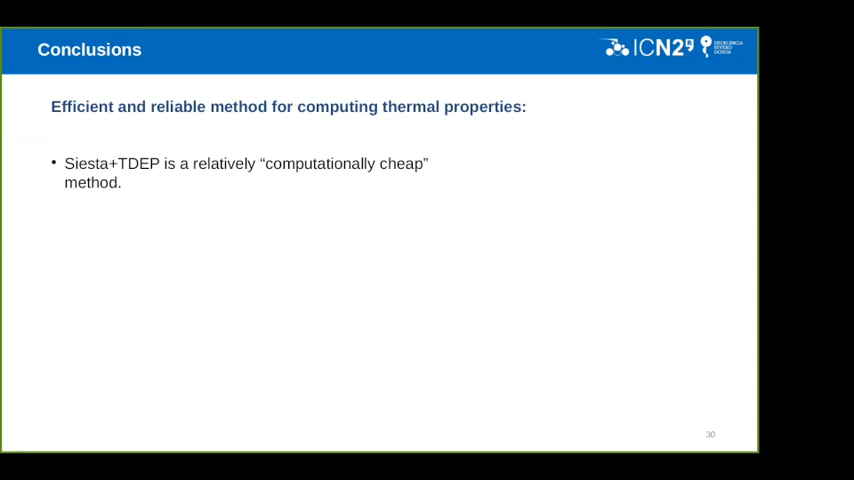 Conclusions
ICN2
EXCELENCIA
SEVERO
OCHOA
Efficient and reliable method for computing thermal properties:
• Siesta+TDEP is a relatively “computationally cheap”
method.
30